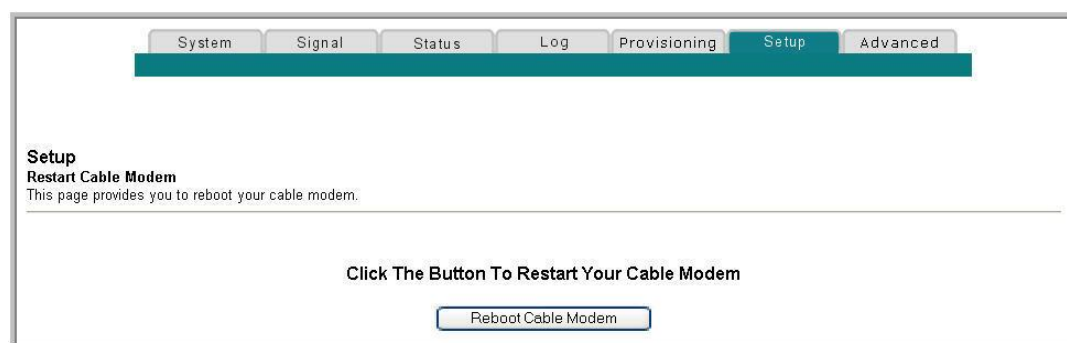 System Signal Status Log Provisioning Setup Advanced
Setup
Restart Cable Modem
This page provides you to reboot your cable modem.
Click The Button To Restart Your Cable Modem
Reboot Cable Modem